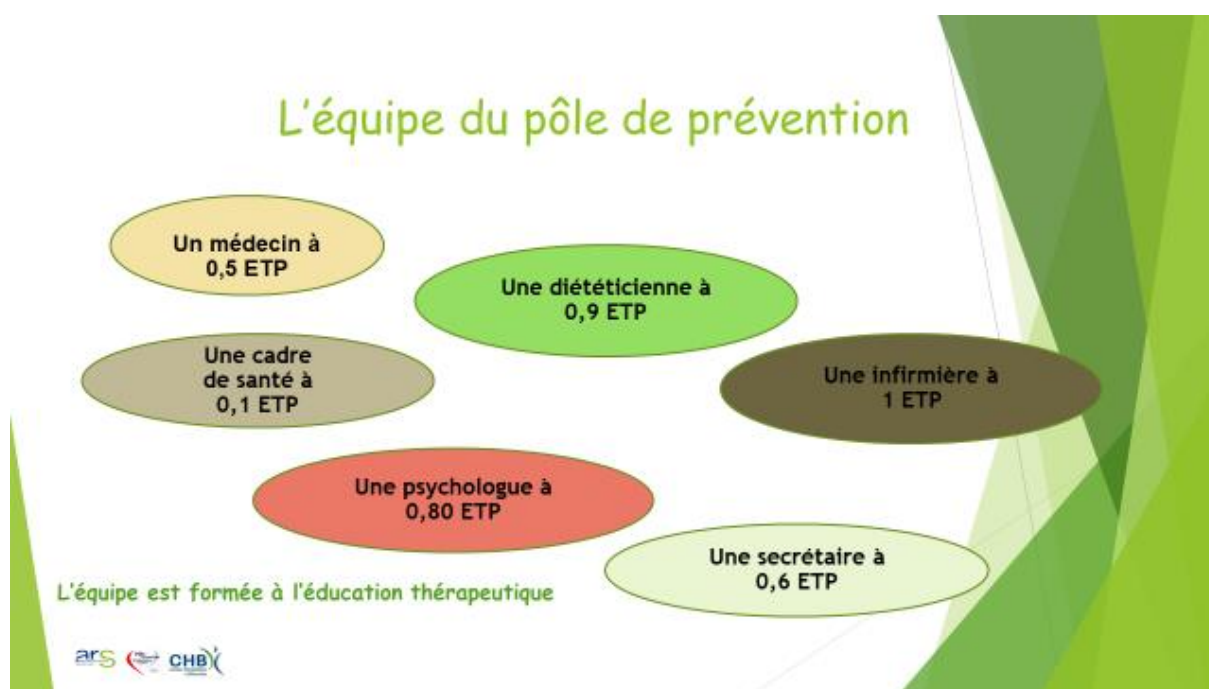 L'équipe du pôle de prévention
Un médecin à
0,5 ETP
Une diététicienne à
0,9 ETP
Une cadre
de santé à
0,1 ETP
Une infirmière à
1 ETP
Une psychologue à
0,80 ETP
Une secrétaire à
0,6 ETP
L'équipe est formée à l'éducation thérapeutique
ars
CHB